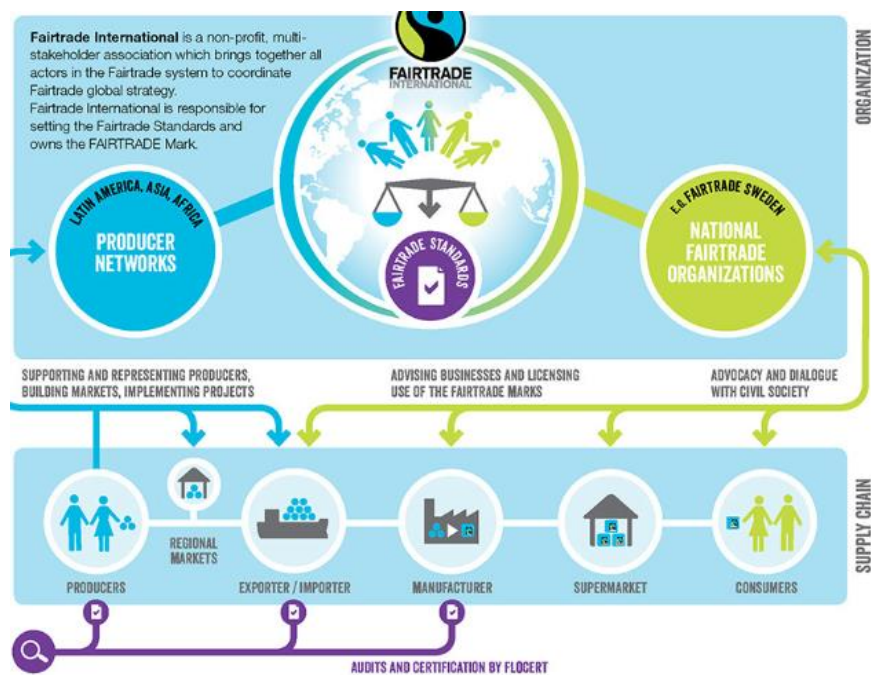 Fairtrade International is a non-profit, multi-
stakeholder association which brings together all
actors in the Fairtrade system to coordinate
Fairtrade global strategy.
Fairtrade International is responsible for
setting the Fairtrade Standards and
owns the FAIRTRADE Mark.
FAIRTRADE
INTERNATIONAL
ORGANIZATION
LATIN AMERICA, ASIA, AFRICA
PRODUCER
NETWORKS
FAIRTRADE STANDARDS
E.G. FAIRTRADE SWEDEN
NATIONAL
FAIRTRADE
ORGANIZATIONS
SUPPORTING AND REPRESENTING PRODUCERS,
BUILDING MARKETS, IMPLEMENTING PROJECTS
ADVISING BUSINESSES AND LICENSING
USE OF THE FAIRTRADE MARKS
ADVOCACY AND DIALOGUE
WITH CIVIL SOCIETY
SUPPLY CHAIN
REGIONAL
MARKETS
PRODUCERS
EXPORTER / IMPORTER
MANUFACTURER
SUPERMARKET
CONSUMERS
AUDITS AND CERTIFICATION BY FLOCERT